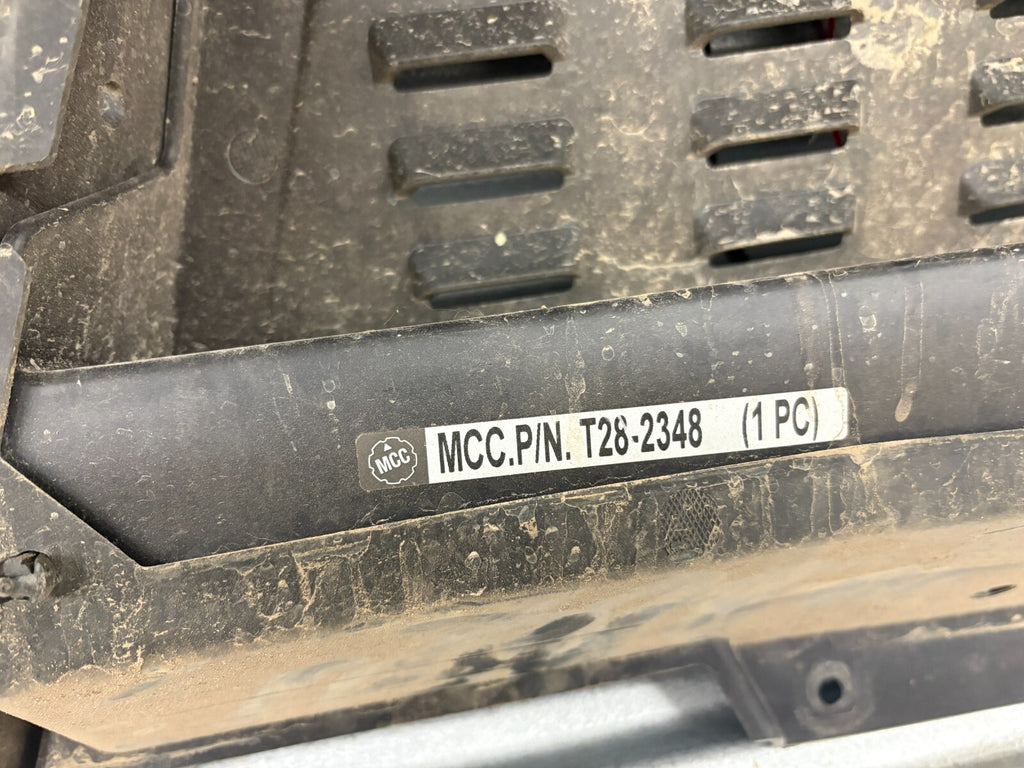 MCC MCC.P/N. T28-2348 (1 PC)